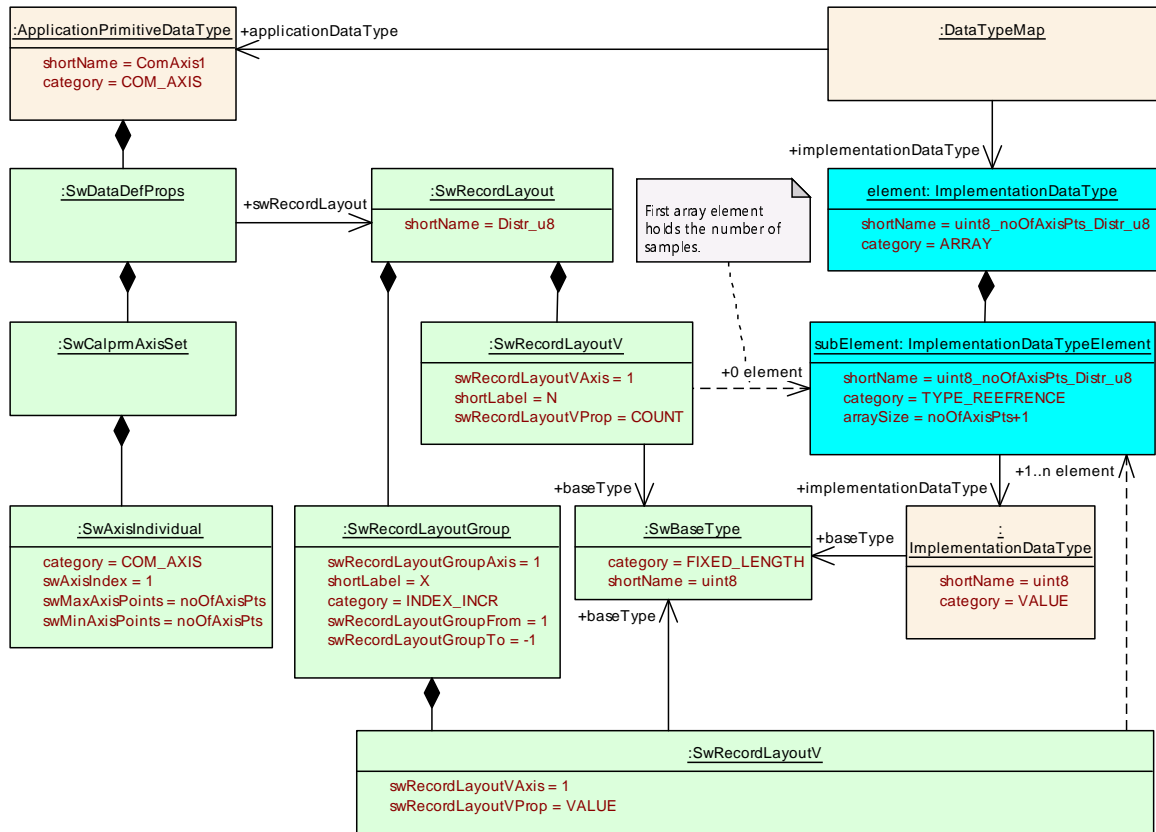 :ApplicationPrimitiveDataType
shortName = ComAxis1
category = COM_AXIS
+applicationDataType
:DataTypeMap
+implementationDataType
:SwDataDefProps
+swRecordLayout
:SwRecordLayout
shortName = Distr_u8
First array element
holds the number of
samples.
element: ImplementationDataType
shortName = uint8_noOfAxisPts_Distr_u8
category = ARRAY
:SwCalprmAxisSet
:SwRecordLayoutV
swRecordLayoutVAxis = 1
shortLabel = N
swRecordLayoutVProp = COUNT
+0 element
subElement: ImplementationDataTypeElement
shortName = uint8_noOfAxisPts_Distr_u8
category = TYPE_REEFRENCE
arraySize = noOfAxisPts+1
+baseType
+1..n element
+implementationDataType
:SwAxisIndividual
category = COM_AXIS
swAxisIndex = 1
swMaxAxisPoints = noOfAxisPts
swMinAxisPoints = noOfAxisPts
:SwRecordLayoutGroup
swRecordLayoutGroupAxis = 1
shortLabel = X
category = INDEX_INCR
swRecordLayoutGroupFrom = 1
swRecordLayoutGroupTo = -1
:SwBaseType
category = FIXED_LENGTH
shortName = uint8
+baseType
+baseType
:
ImplementationDataType
shortName = uint8
category = VALUE
:SwRecordLayoutV
swRecordLayoutVAxis = 1
swRecordLayoutVProp = VALUE